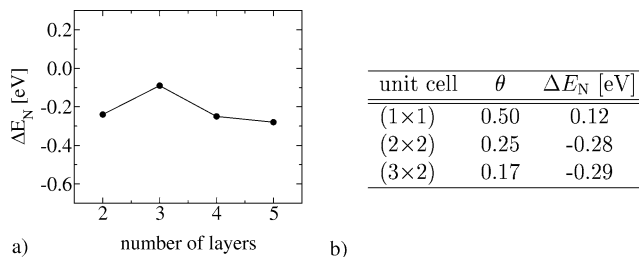 0.2
0.0
-0.2
-0.4
-0.6
ΔE_N [eV]
2 3 4 5
number of layers
a)
unit cell θ ΔE_N [eV]
(1×1) 0.50 0.12
(2×2) 0.25 -0.28
(3×2) 0.17 -0.29
b)